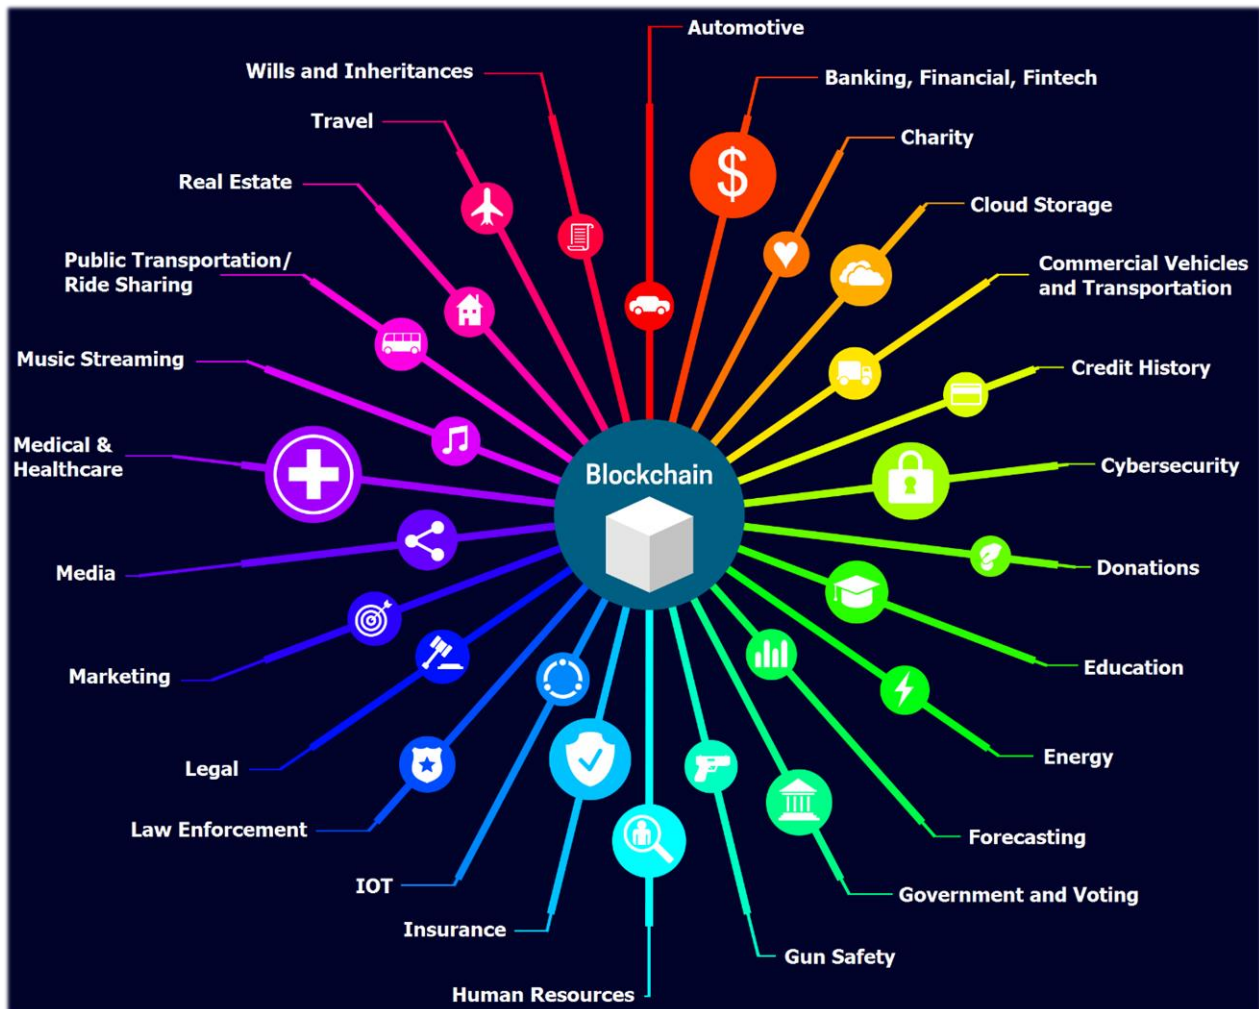 Automotive
Banking, Financial, Fintech
Charity
Cloud Storage
Commercial Vehicles
and Transportation
Credit History
Cybersecurity
Donations
Education
Energy
Forecasting
Government and Voting
Gun Safety
Human Resources
Insurance
IOT
Law Enforcement
Legal
Marketing
Media
Medical &
Healthcare
Music Streaming
Public Transportation/
Ride Sharing
Real Estate
Travel
Wills and Inheritances
Blockchain
$